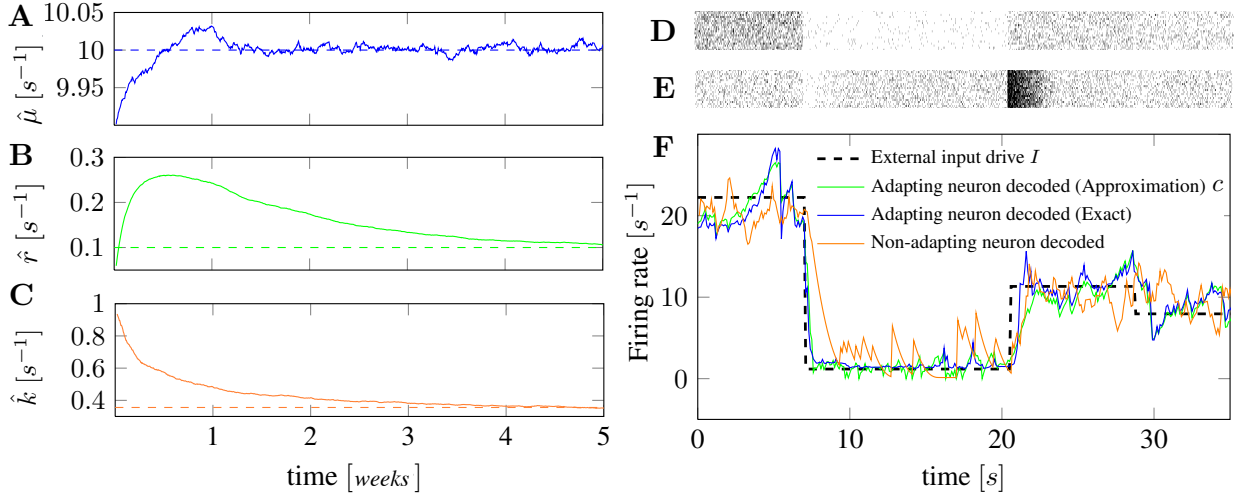 A
10.05
10
9.95
μ̂ [s⁻¹]
B
0.3
0.2
0.1
r̂ [s⁻¹]
C
1
0.8
0.6
0.4
k̂ [s⁻¹]
1 2 3 4 5
time [weeks]
D
E
F
External input drive I
Adapting neuron decoded (Approximation) c
Adapting neuron decoded (Exact)
Non-adapting neuron decoded
20
10
0
Firing rate [s⁻¹]
0 10 20 30
time [s]